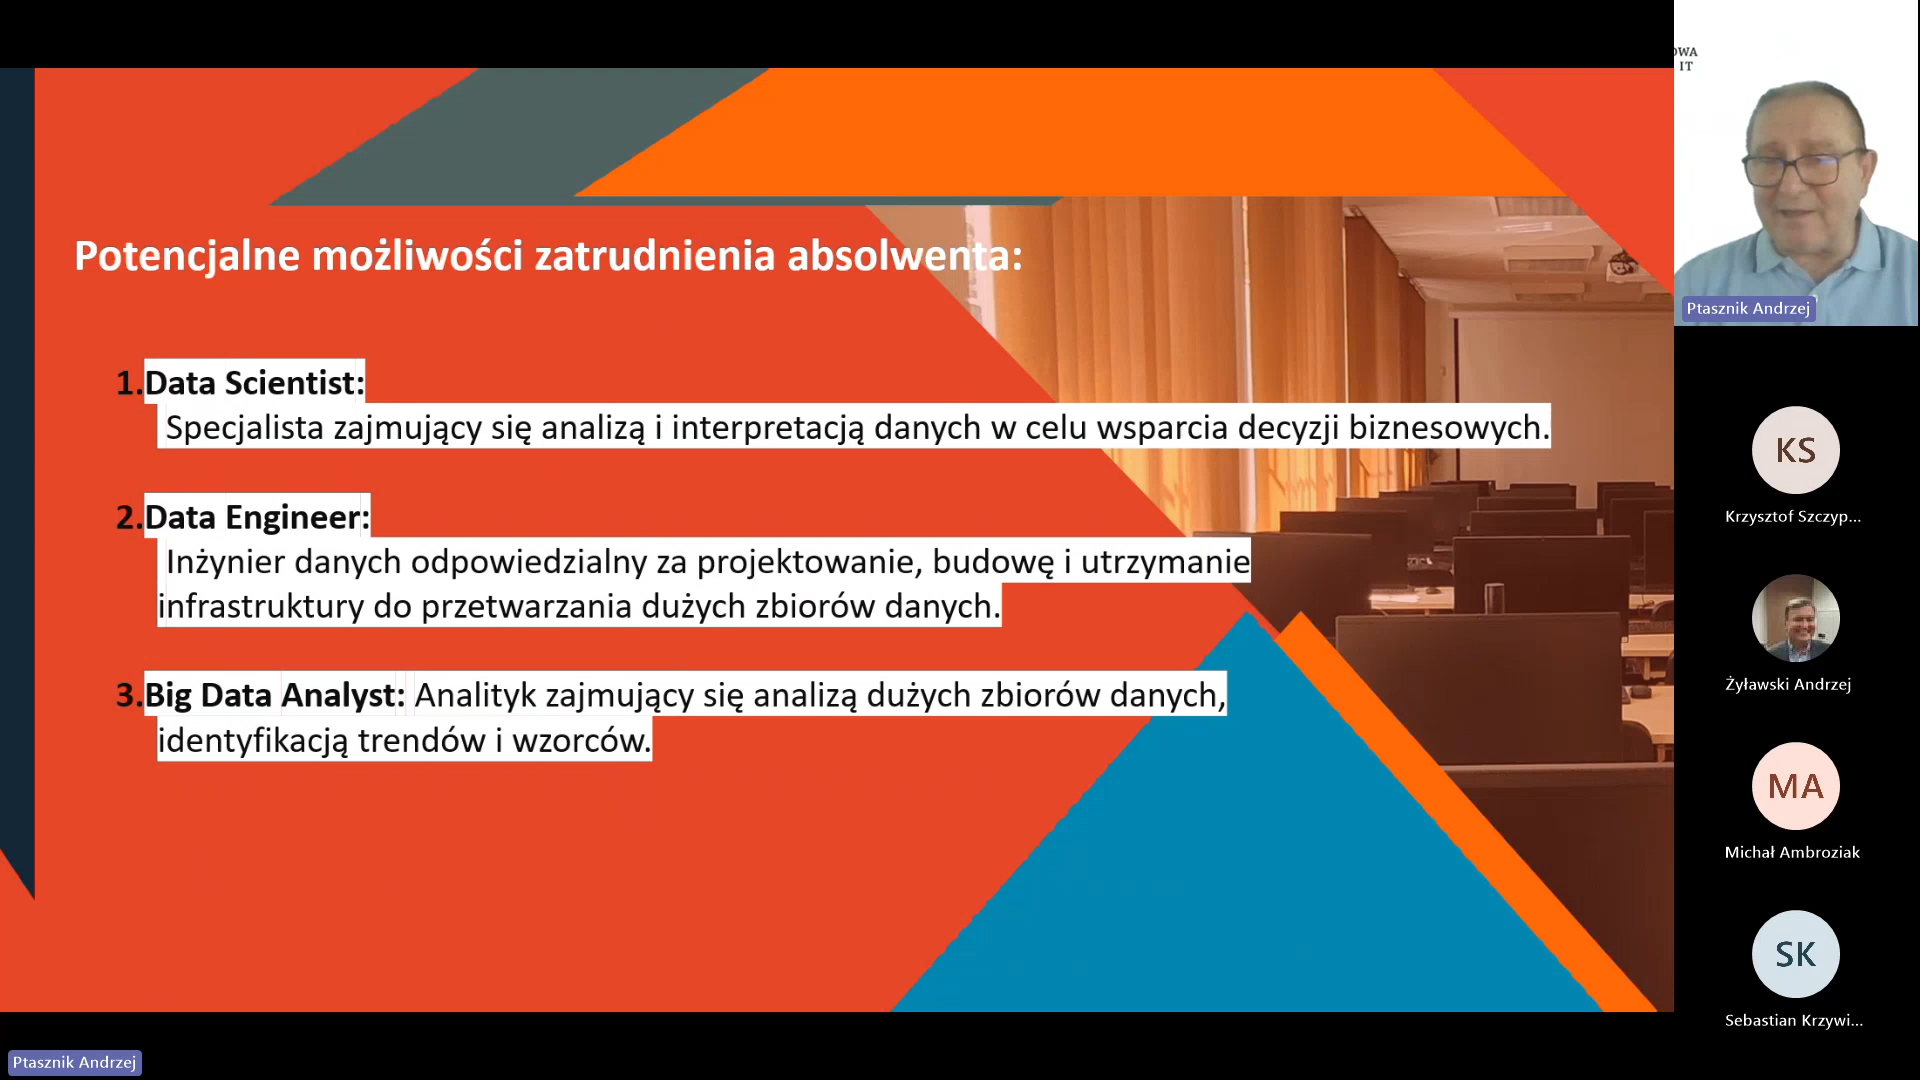 OWA
IT
Potencjalne możliwości zatrudnienia absolwenta:
1.Data Scientist:
Specjalista zajmujący się analizą i interpretacją danych w celu wsparcia decyzji biznesowych.
2.Data Engineer:
Inżynier danych odpowiedzialny za projektowanie, budowę i utrzymanie
infrastruktury do przetwarzania dużych zbiorów danych.
3.Big Data Analyst: Analityk zajmujący się analizą dużych zbiorów danych,
identyfikacją trendów i wzorców.
Ptasznik Andrzej
KS
Krzysztof Szczyp...
Żyławski Andrzej
MA
Michał Ambroziak
SK
Sebastian Krzywi...
Ptasznik Andrzej